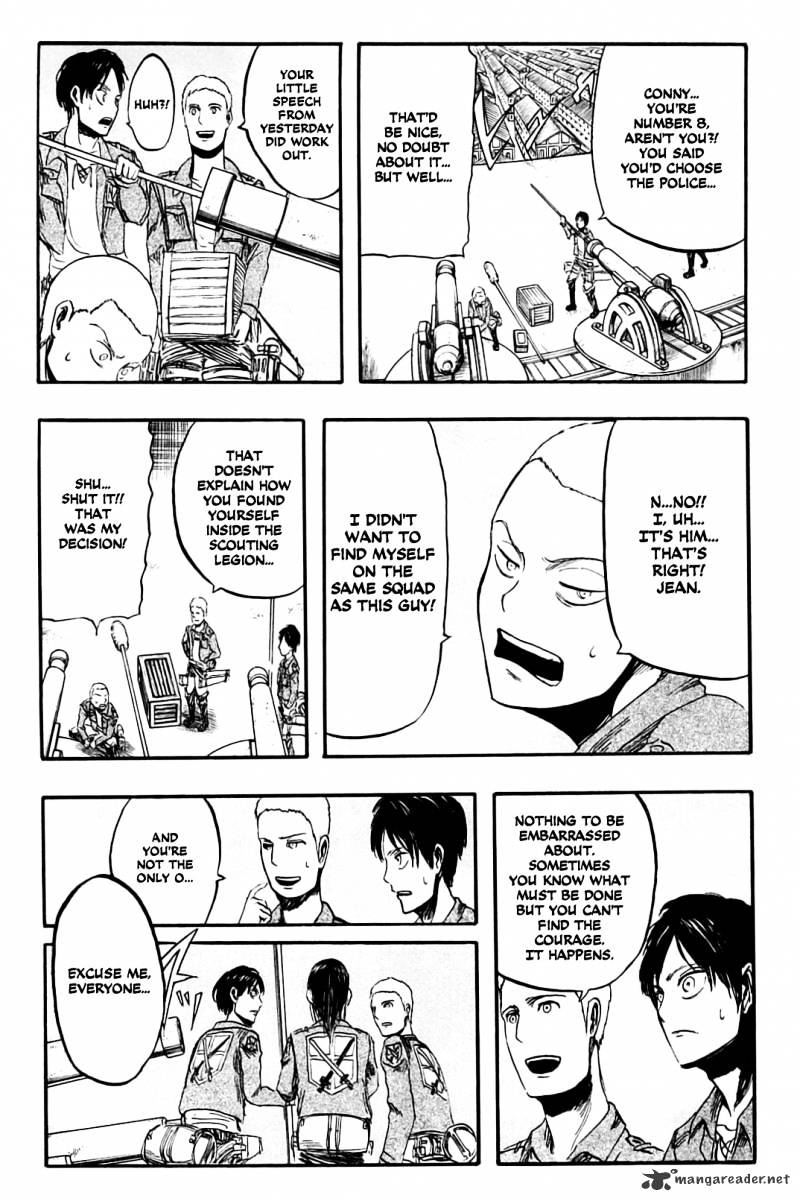 CONNY...
YOU'RE
NUMBER 8,
AREN'T YOU?!
YOU SAID
YOU'D CHOOSE
THE POLICE...
THAT'D
BE NICE,
NO DOUBT
ABOUT IT...
BUT WELL...
YOUR
LITTLE
SPEECH
FROM
YESTERDAY
DID WORK
OUT.
HUH?!
N...NO!!
I, UH...
IT'S HIM...
THAT'S
RIGHT!
JEAN.
I DIDN'T
WANT TO
FIND MYSELF
ON THE
SAME SQUAD
AS THIS GUY!
THAT
DOESN'T
EXPLAIN HOW
YOU FOUND
YOURSELF
INSIDE THE
SCOUTING
LEGION...
SHU...
SHUT IT!!
THAT
WAS MY
DECISION!
NOTHING TO BE
EMBARRASSED
ABOUT.
SOMETIMES
YOU KNOW WHAT
MUST BE DONE
BUT YOU CAN'T
FIND THE
COURAGE.
IT HAPPENS.
AND
YOU'RE
NOT THE
ONLY O...
EXCUSE ME,
EVERYONE...
mangareader.net